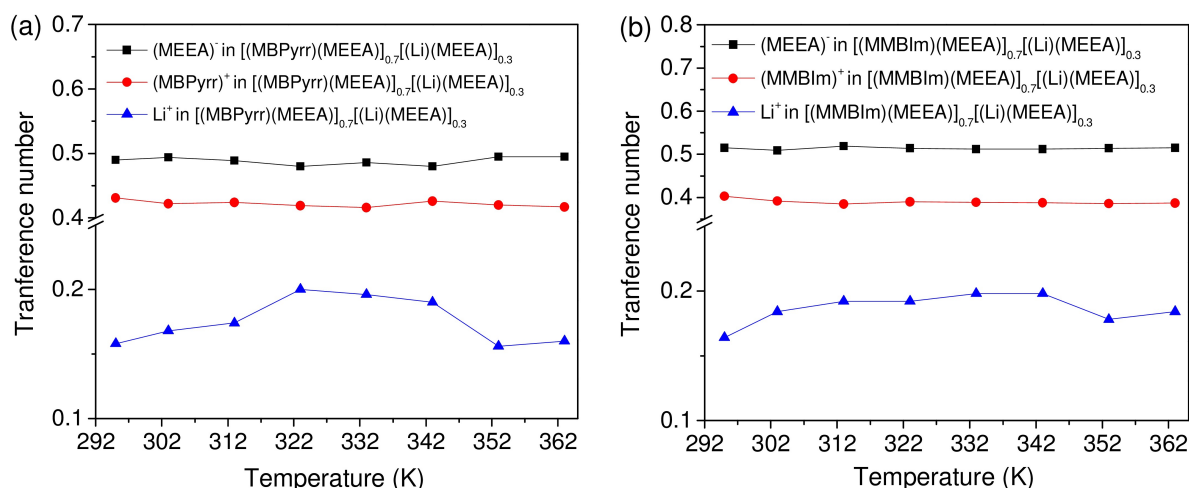 (a)
0.7
0.6
0.5
0.4
0.2
0.1
(MEEA)⁻ in [(MBPyrr)(MEEA)]₀.₇[(Li)(MEEA)]₀.₃
(MBPyrr)⁺ in [(MBPyrr)(MEEA)]₀.₇[(Li)(MEEA)]₀.₃
Li⁺ in [(MBPyrr)(MEEA)]₀.₇[(Li)(MEEA)]₀.₃
Tranference number
292 302 312 322 332 342 352 362
Temperature (K)
(b)
0.8
0.7
0.6
0.5
0.4
0.2
0.1
(MEEA)⁻ in [(MMBIm)(MEEA)]₀.₇[(Li)(MEEA)]₀.₃
(MMBIm)⁺ in [(MMBIm)(MEEA)]₀.₇[(Li)(MEEA)]₀.₃
Li⁺ in [(MMBIm)(MEEA)]₀.₇[(Li)(MEEA)]₀.₃
Tranference number
292 302 312 322 332 342 352 362
Temperature (K)